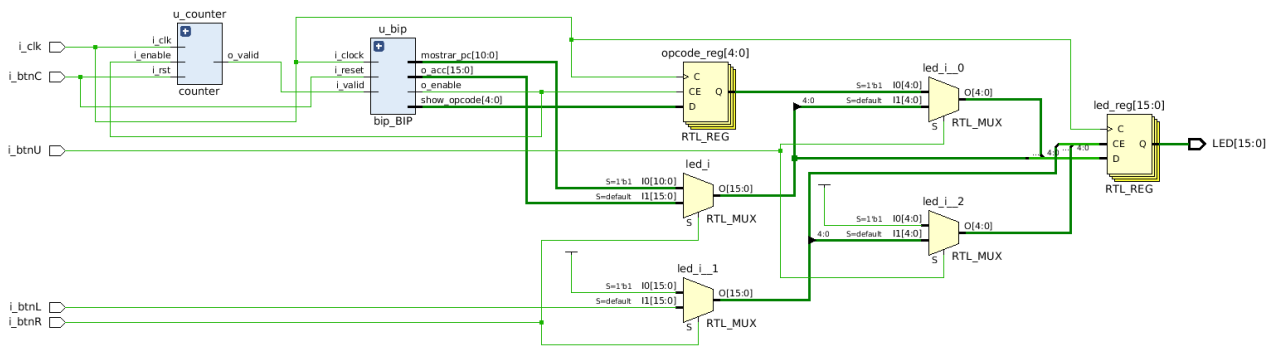 u_counter
i_clk
i_enable
i_rst
o_valid
counter
u_bip
i_clock
i_reset
i_valid
mostrar_pc[10:0]
o_acc[15:0]
o_enable
show_opcode[4:0]
bip_BIP
opcode_reg[4:0]
C
CE
D
Q
RTL_REG
led_i__0
S=1'b1 I0[4:0]
4:0
S=default I1[4:0]
O[4:0]
S
RTL_MUX
led_reg[15:0]
C
CE
D
Q
RTL_REG
... 4:0 ... 4:0
LED[15:0]
i_clk
i_btnC
i_btnU
led_i
S=1'b1 I0[10:0]
S=default I1[15:0]
O[15:0]
S
RTL_MUX
led_i__2
S=1'b1 I0[4:0]
4:0
S=default I1[4:0]
O[4:0]
S
RTL_MUX
led_i__1
S=1'b1 I0[15:0]
S=default I1[15:0]
O[15:0]
S
RTL_MUX
i_btnL
i_btnR